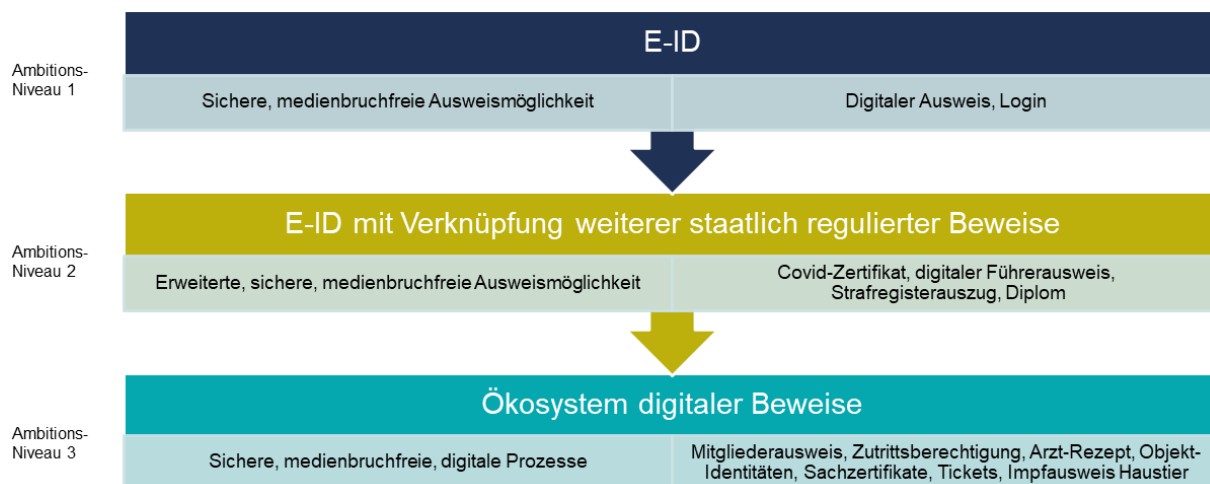 E-ID
Ambitions-
Niveau 1
Sichere, medienbruchfreie Ausweismöglichkeit
Digitaler Ausweis, Login
E-ID mit Verknüpfung weiterer staatlich regulierter Beweise
Ambitions-
Niveau 2
Erweiterte, sichere, medienbruchfreie Ausweismöglichkeit
Covid-Zertifikat, digitaler Führerausweis,
Strafregisterauszug, Diplom
Ökosystem digitaler Beweise
Ambitions-
Niveau 3
Sichere, medienbruchfreie, digitale Prozesse
Mitgliederausweis, Zutrittsberechtigung, Arzt-Rezept, Objekt-
Identitäten, Sachzertifikate, Tickets, Impfausweis Haustier